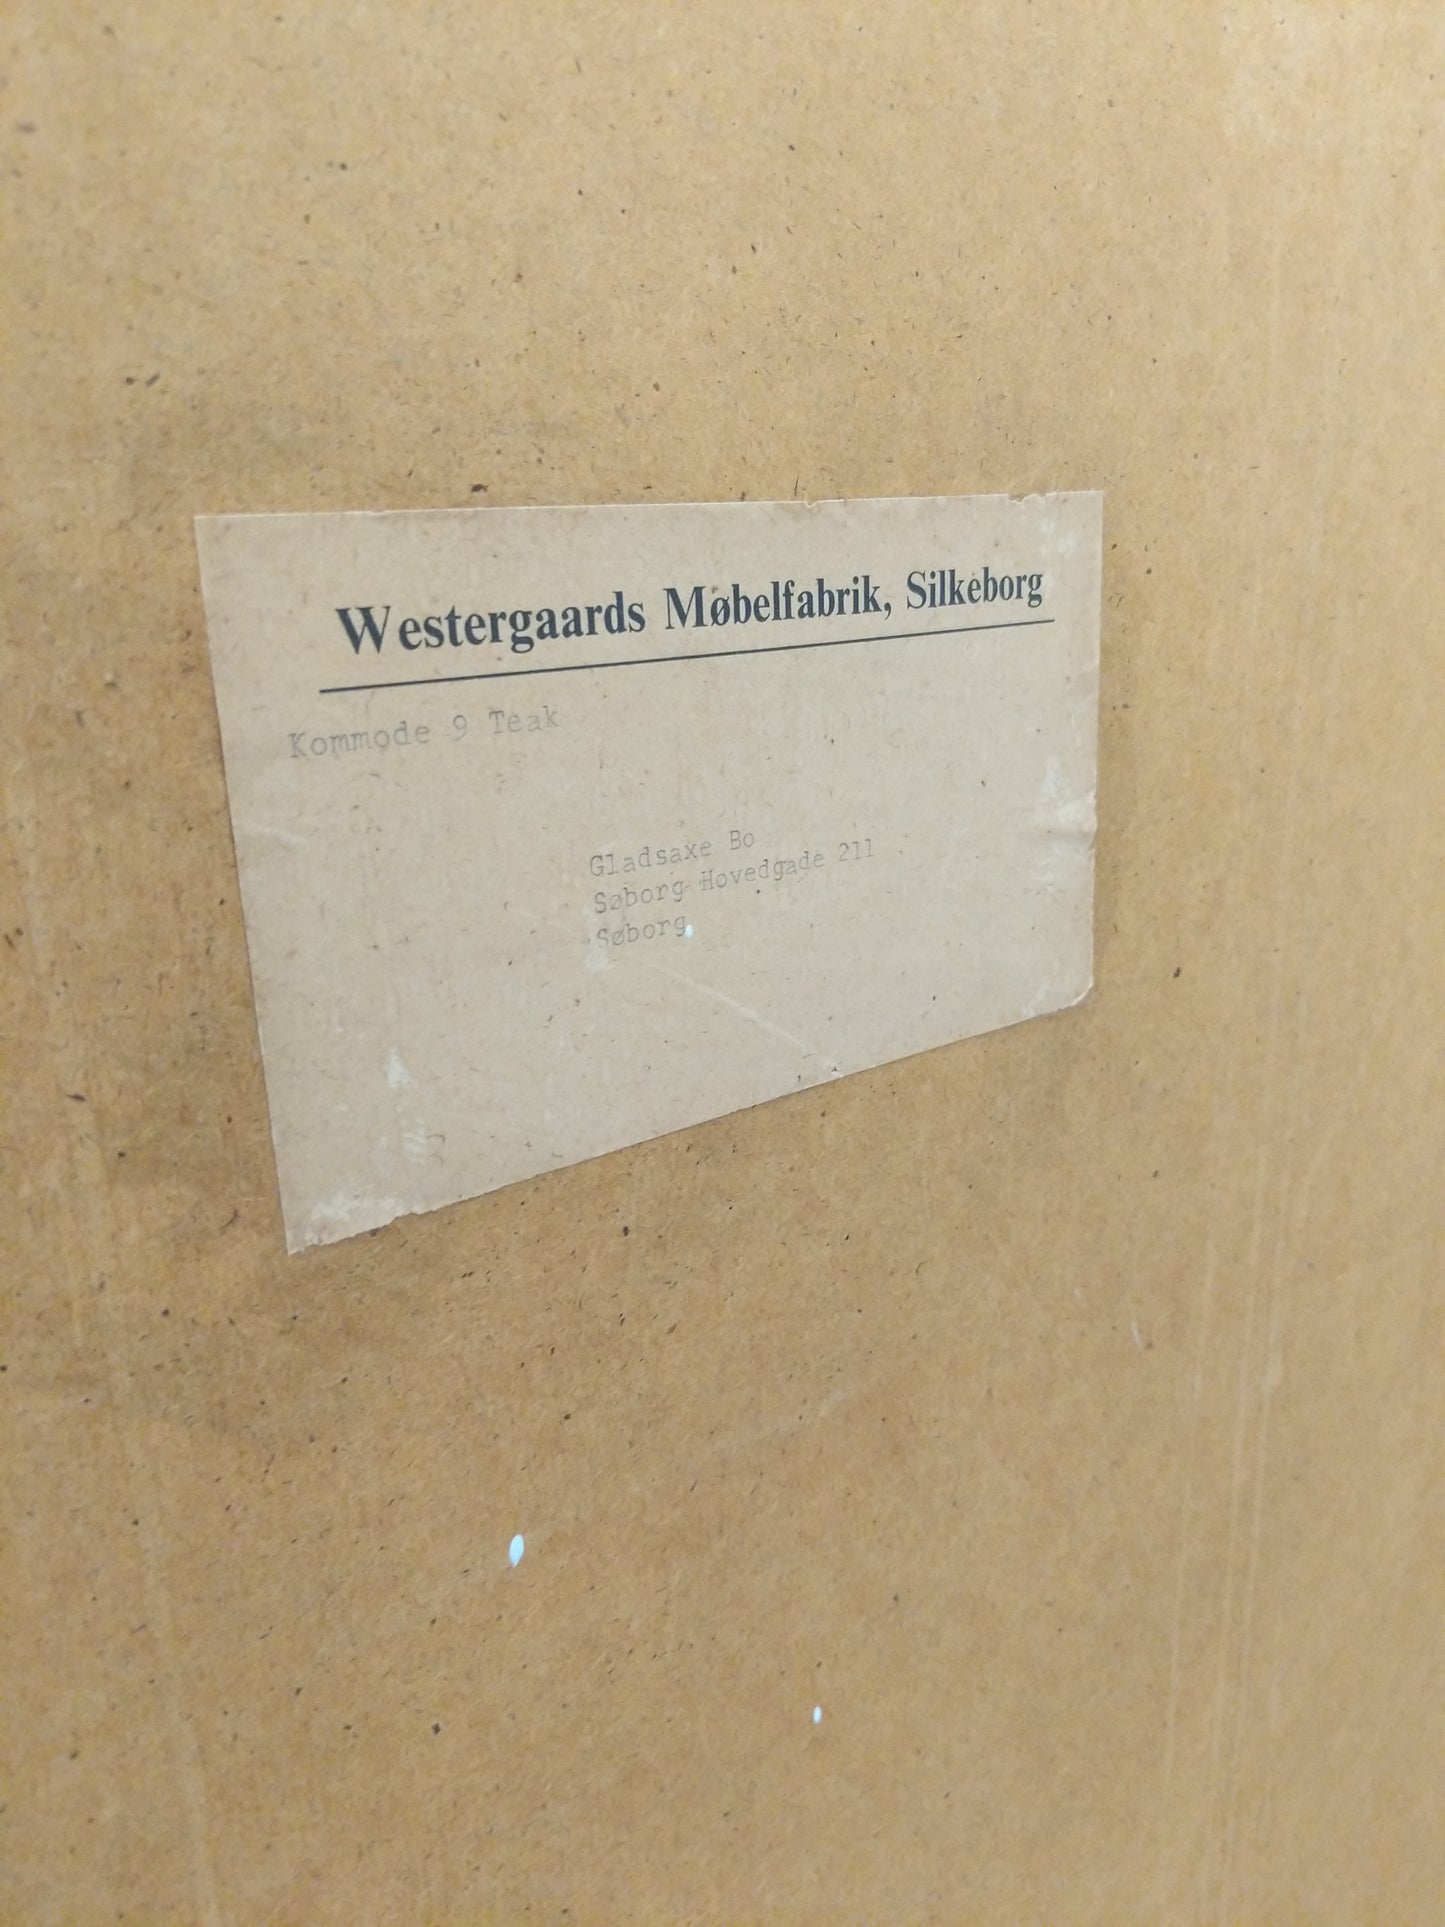 Westergaards Møbelfabrik, Silkeborg
Kommode 9 Teak
Gladsaxe Bo
Søborg Hovedgade 211
Søborg